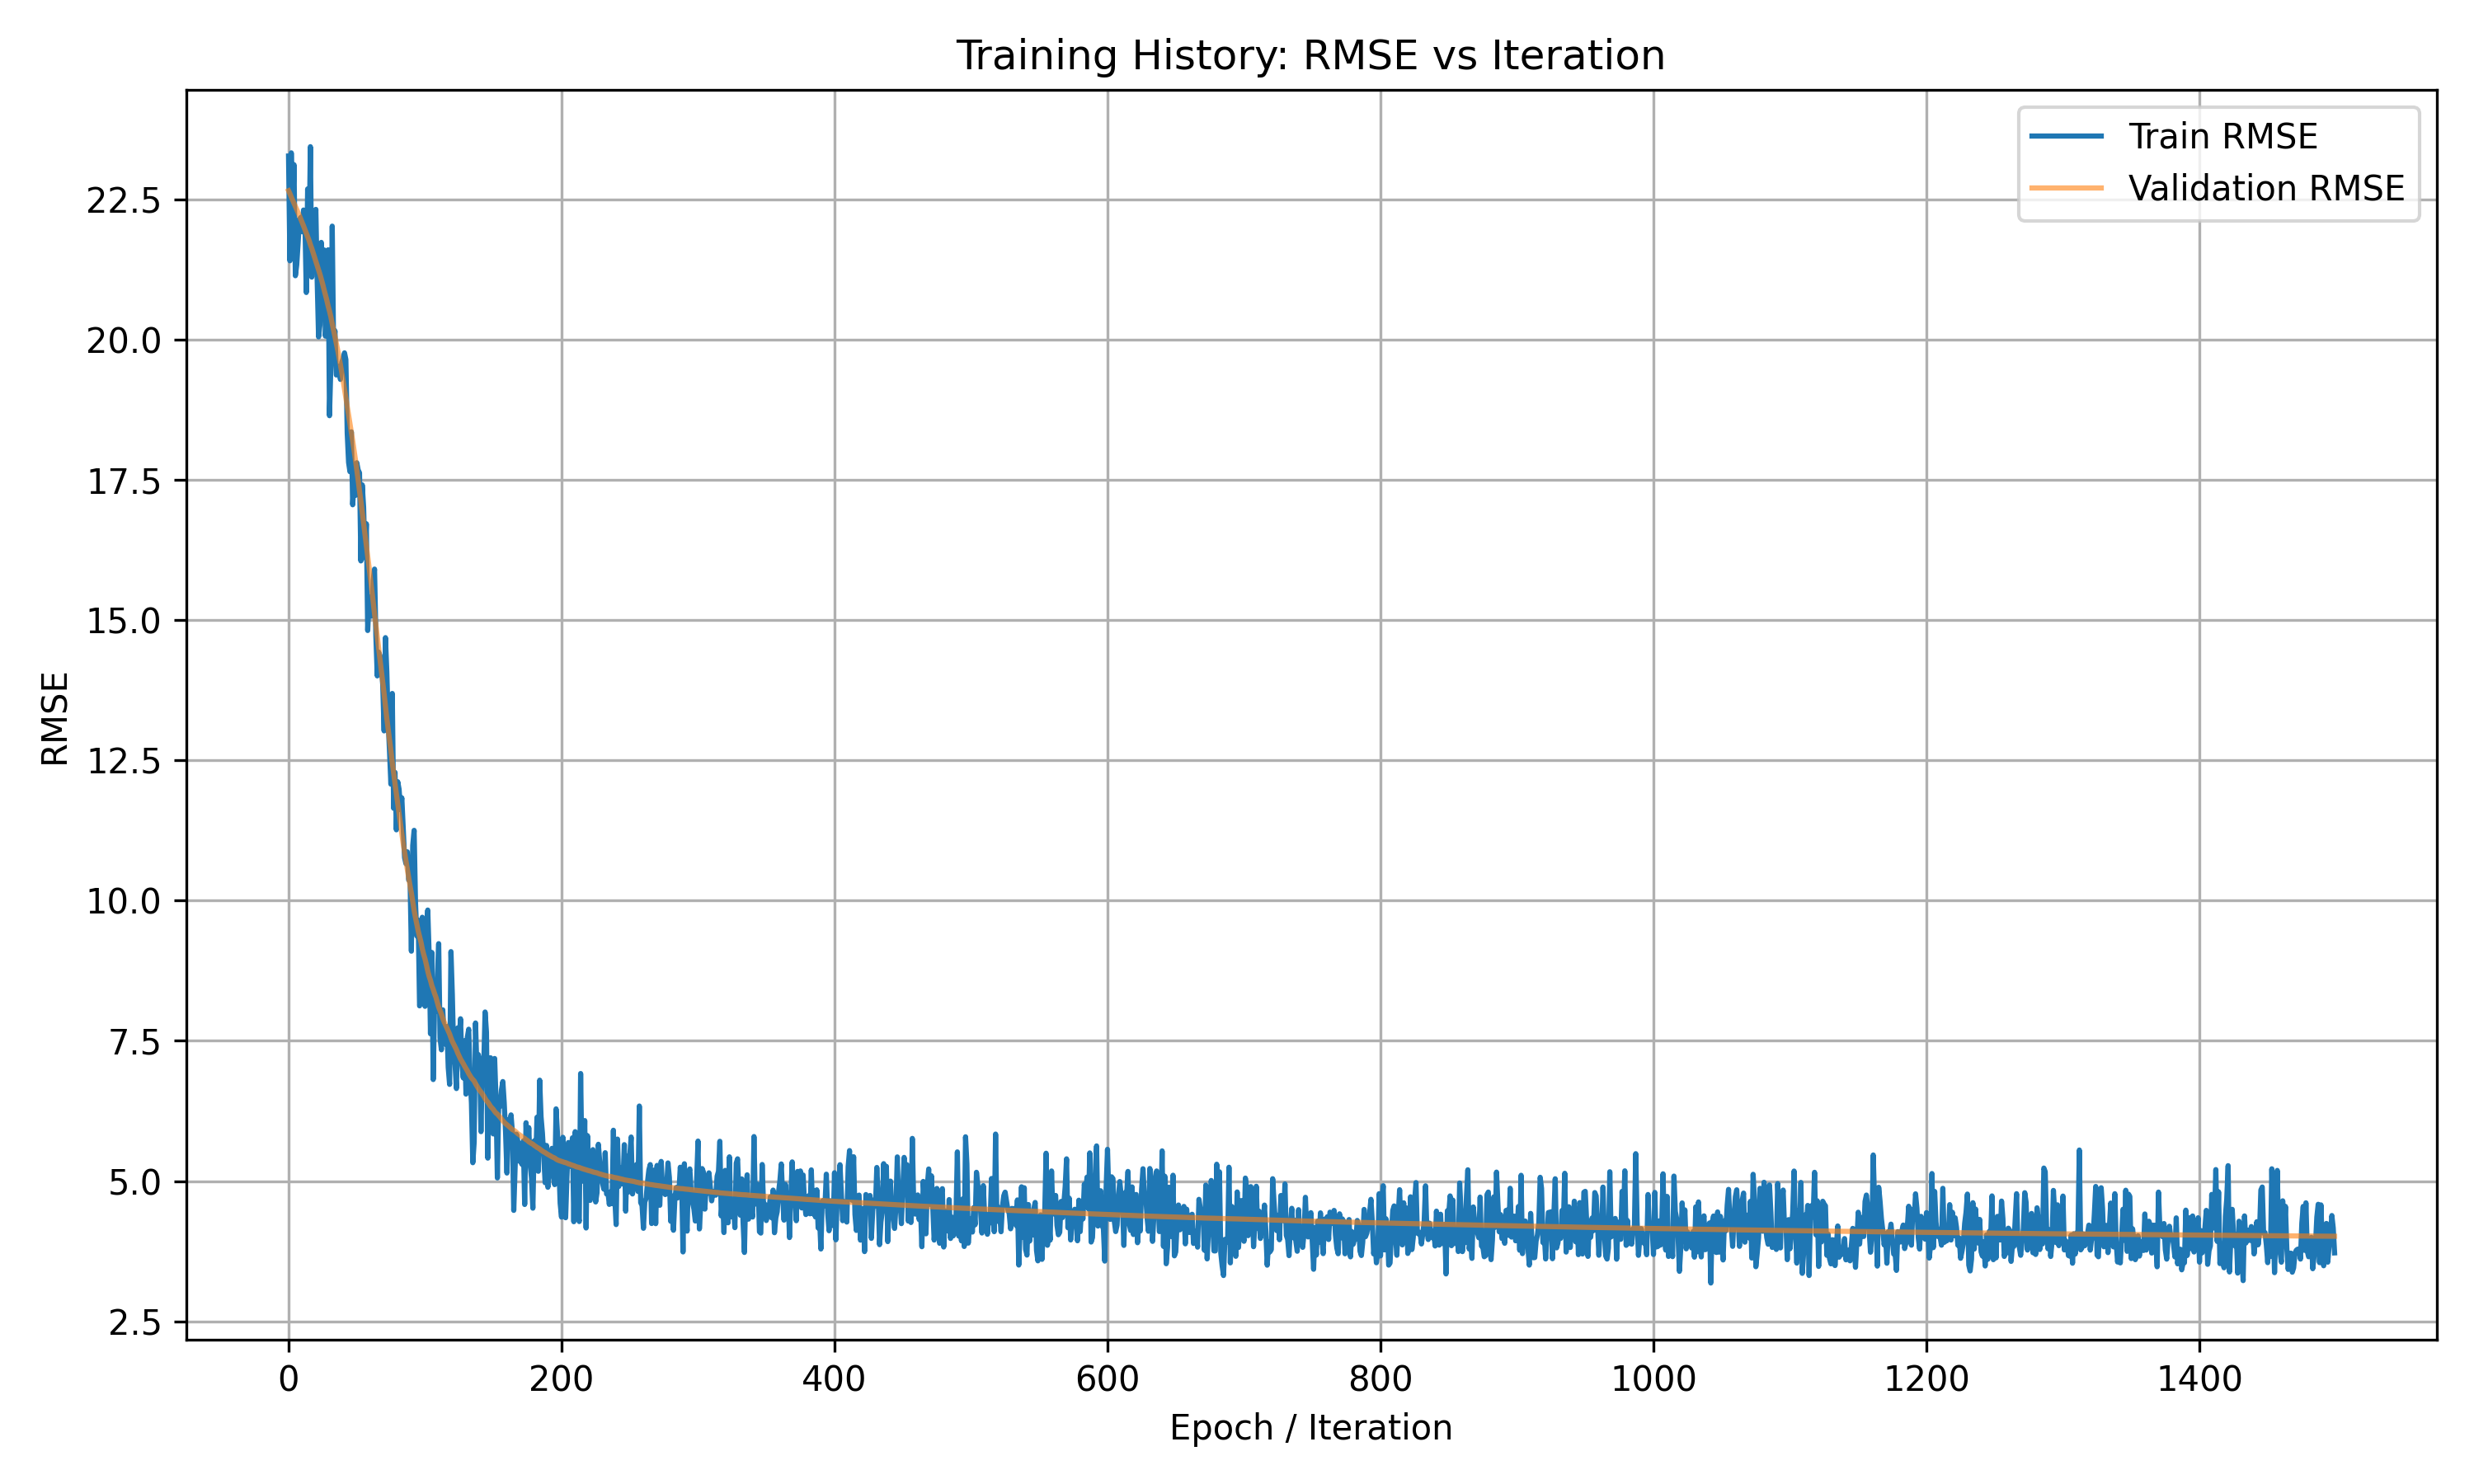 Training History: RMSE vs Iteration
Train RMSE
Validation RMSE
22.5
20.0
17.5
15.0
12.5
10.0
7.5
5.0
2.5
RMSE
0 200 400 600 800 1000 1200 1400
Epoch / Iteration